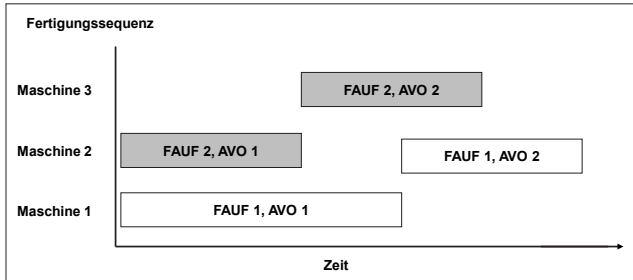 Fertigungssequenz
Maschine 3
FAUF 2, AVO 2
Maschine 2
FAUF 2, AVO 1
FAUF 1, AVO 2
Maschine 1
FAUF 1, AVO 1
Zeit